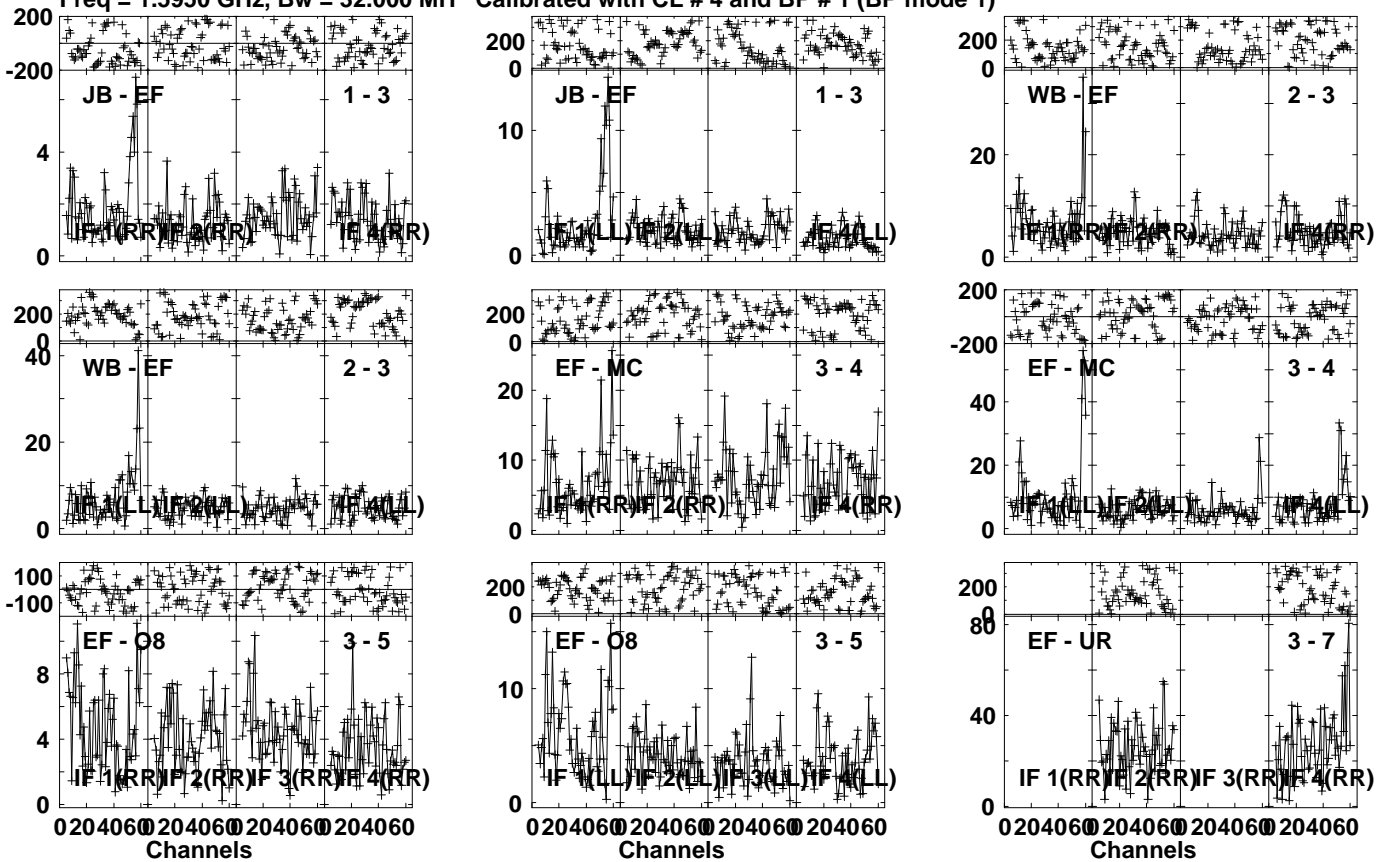 Freq = 1.5950 GHz, Bw = 32.000 MH Calibrated with CL # 4 and BP # 1 (BP mode 1)
200
-200
JB - EF 1 - 3
4
0
IF 1(RR) IF 2(RR) IF 4(RR)
200
0
JB - EF 1 - 3
10
0
IF 1(LL) IF 2(LL) IF 4(LL)
200
0
WB - EF 2 - 3
20
0
IF 1(RR) IF 2(RR) IF 4(RR)
200
0
WB - EF 2 - 3
40
20
0
IF 1(LL) IF 2(LL) IF 4(LL)
200
0
EF - MC 3 - 4
20
10
0
IF 1(RR) IF 2(RR) IF 4(RR)
200
-200
EF - MC 3 - 4
40
20
0
IF 1(LL) IF 2(LL) IF 4(LL)
100
-100
EF - O8 3 - 5
8
4
0
IF 1(RR) IF 2(RR) IF 3(RR) IF 4(RR)
0 20 40 60 0 20 40 60 0 20 40 60 0 20 40 60
Channels
200
0
EF - O8 3 - 5
10
0
IF 1(LL) IF 2(LL) IF 3(LL) IF 4(LL)
0 20 40 60 0 20 40 60 0 20 40 60 0 20 40 60
Channels
200
0
80
EF - UR 3 - 7
40
0
IF 1(RR) IF 2(RR) IF 3(RR) IF 4(RR)
0 20 40 60 0 20 40 60 0 20 40 60 0 20 40 60
Channels